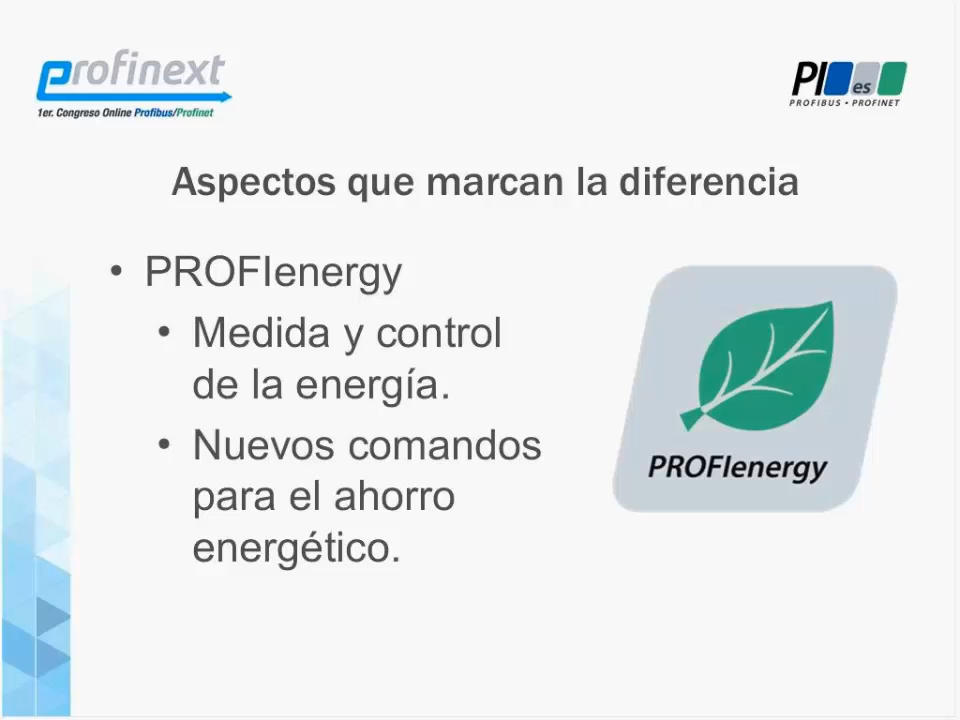 profinext
1er. Congreso Online Profibus/Profinet
PI es
PROFIBUS • PROFINET
Aspectos que marcan la diferencia
• PROFIenergy
• Medida y control
de la energía.
• Nuevos comandos
para el ahorro
energético.
PROFIenergy